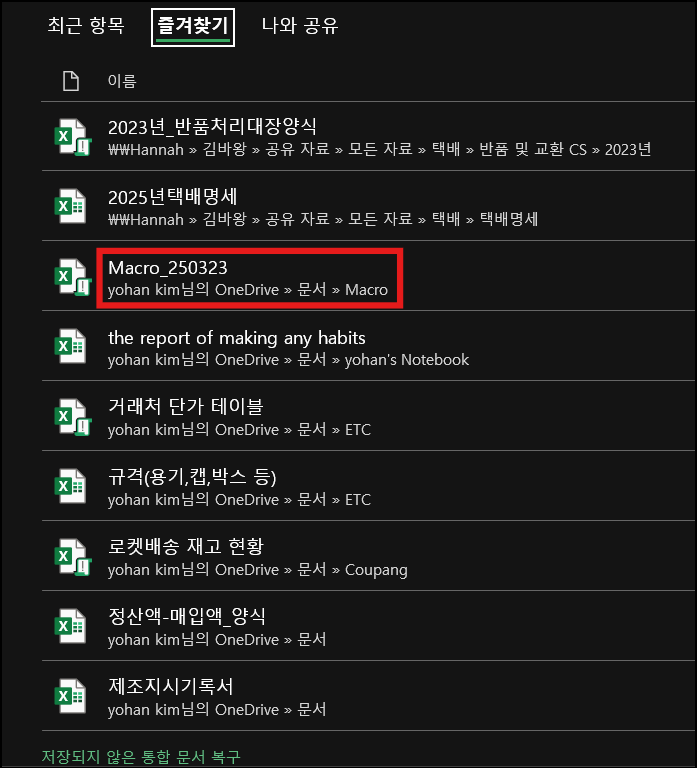 최근 항목 즐겨찾기 나와 공유
이름
2023년_반품처리대장양식
₩₩Hannah » 김바왕 » 공유 자료 » 모든 자료 » 택배 » 반품 및 교환 CS » 2023년
2025년택배명세
₩₩Hannah » 김바왕 » 공유 자료 » 모든 자료 » 택배 » 택배명세
Macro_250323
yohan kim님의 OneDrive » 문서 » Macro
the report of making any habits
yohan kim님의 OneDrive » 문서 » yohan's Notebook
거래처 단가 테이블
yohan kim님의 OneDrive » 문서 » ETC
규격(용기,캡,박스 등)
yohan kim님의 OneDrive » 문서 » ETC
로켓배송 재고 현황
yohan kim님의 OneDrive » 문서 » Coupang
정산액-매입액_양식
yohan kim님의 OneDrive » 문서
제조지시기록서
yohan kim님의 OneDrive » 문서
저장되지 않은 통합 문서 복구